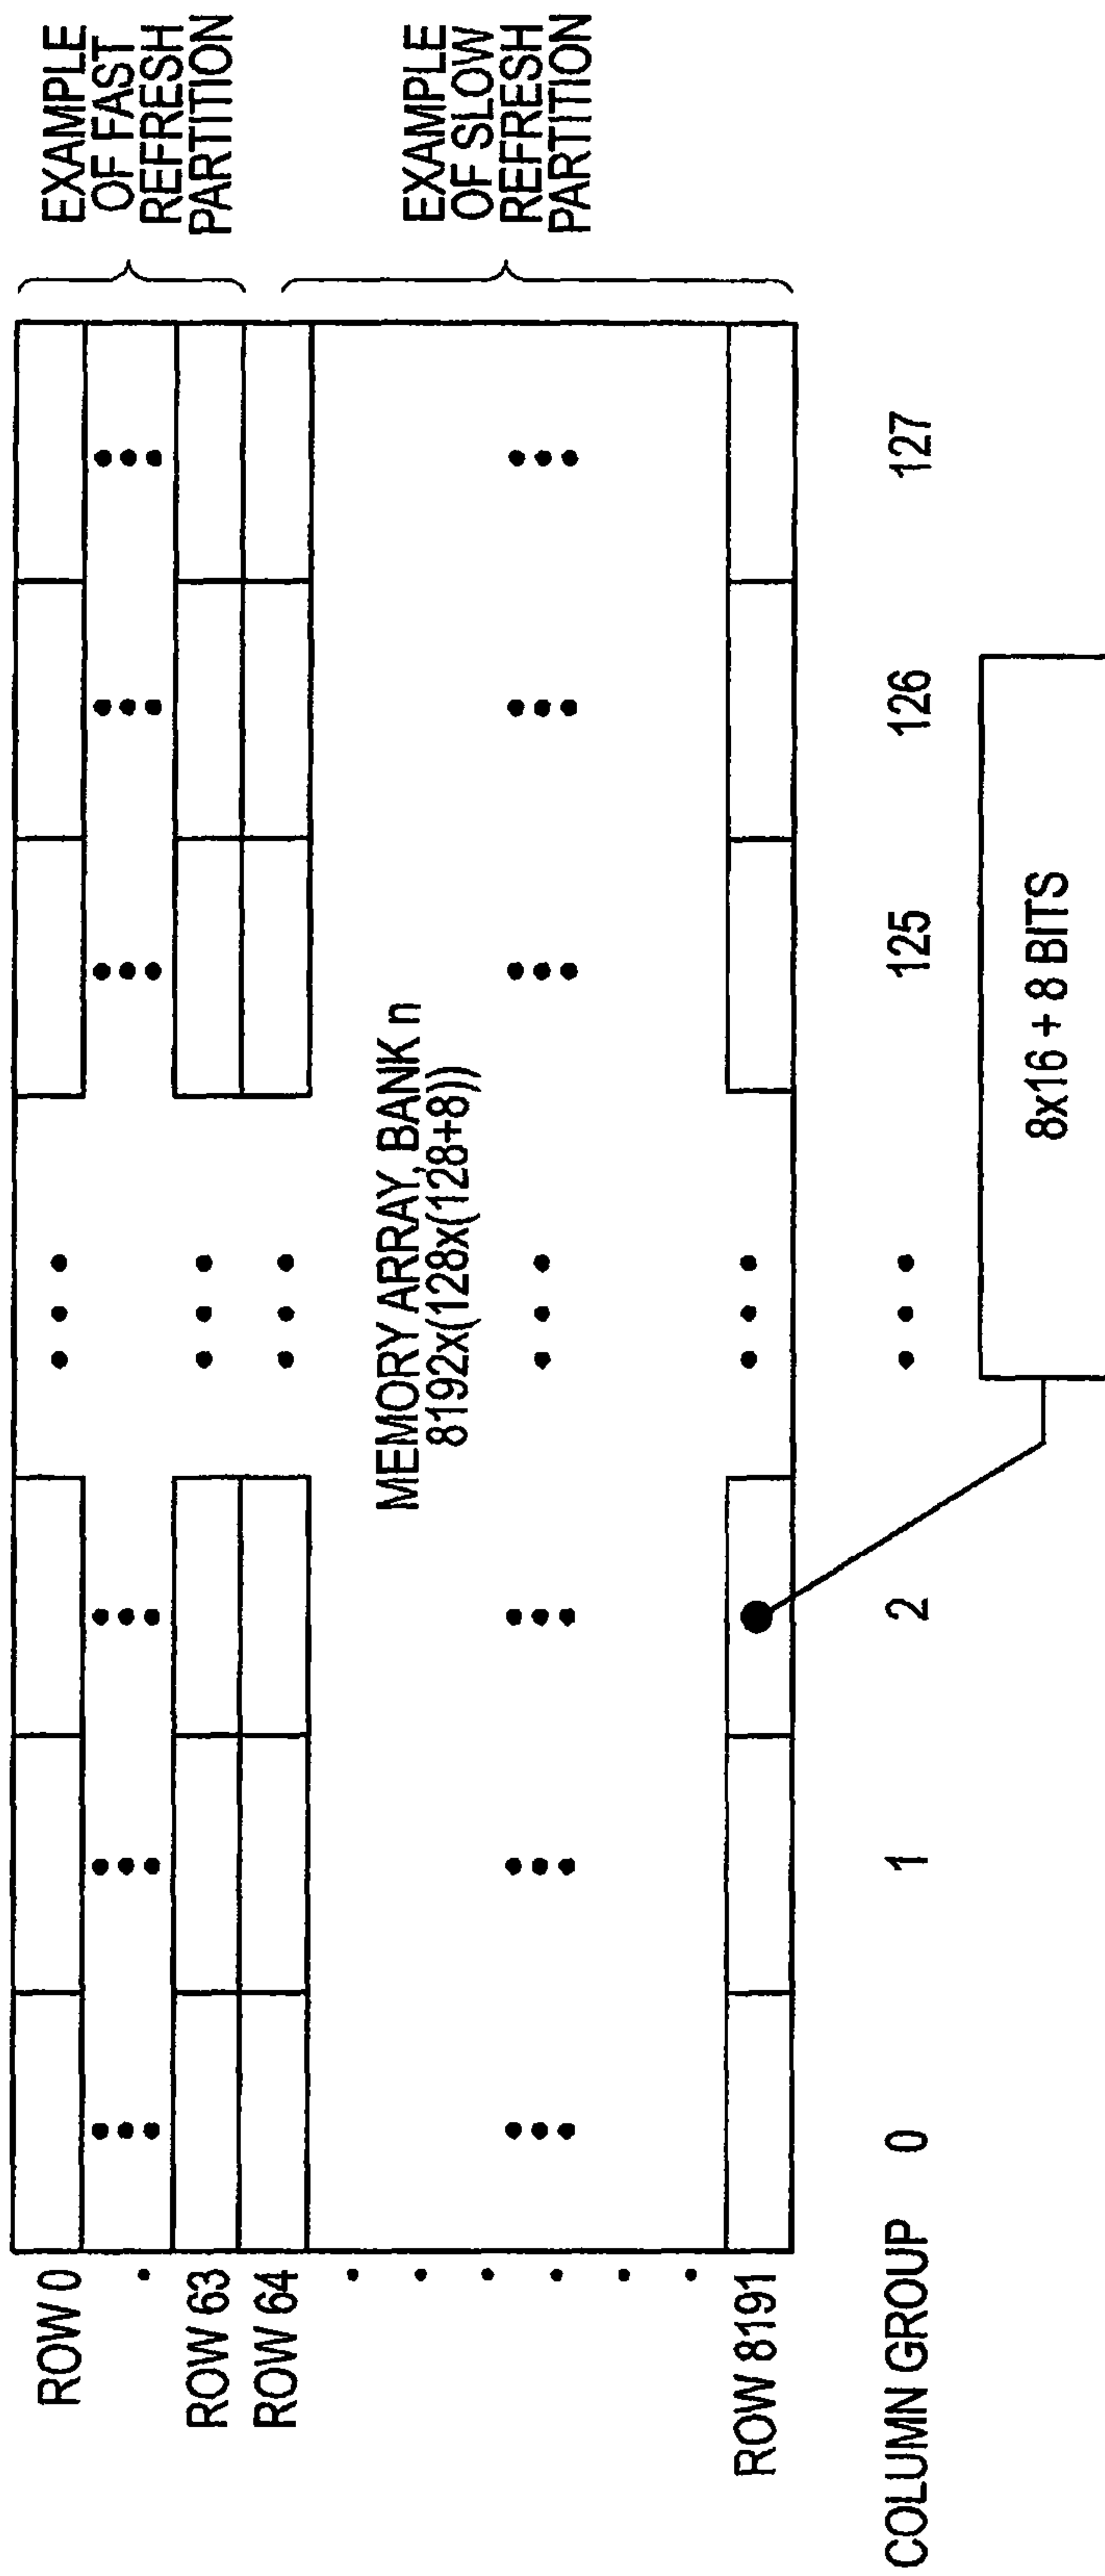 EXAMPLE
OF FAST
REFRESH
PARTITION
EXAMPLE
OF SLOW
REFRESH
PARTITION
ROW 0
ROW 63
ROW 64
ROW 8191
MEMORY ARRAY, BANK n
8192x(128x(128+8))
COLUMN GROUP 0 1 2 125 126 127
8x16 + 8 BITS